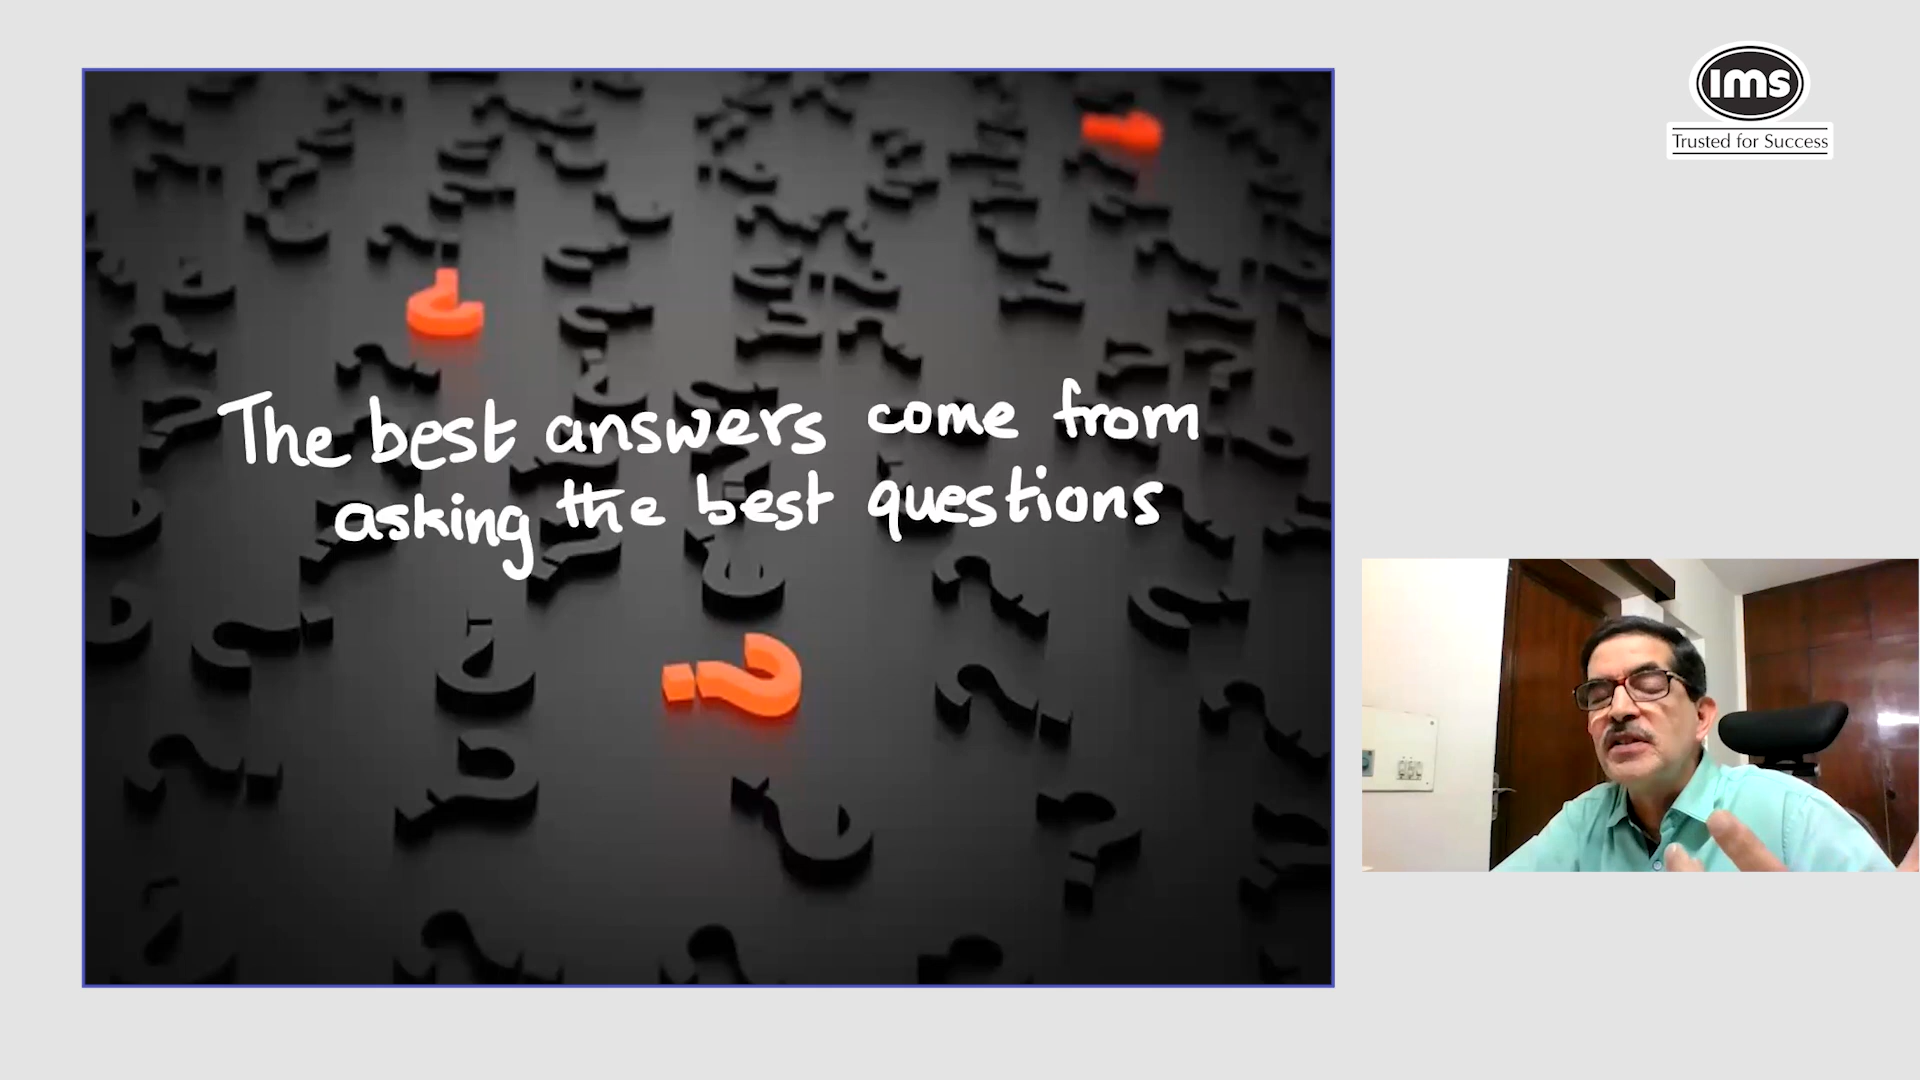 ims
Trusted for Success
The best answers come from
asking the best questions